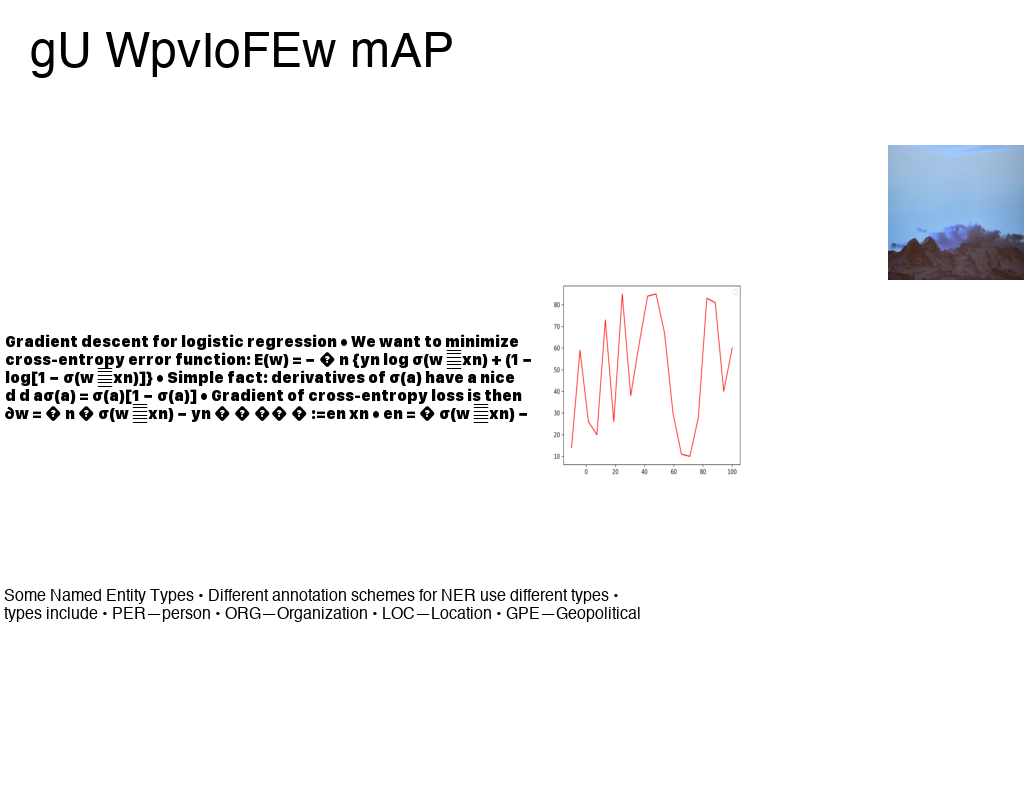 gU WpvIoFEw mAP
Gradient descent for logistic regression • We want to minimize
cross-entropy error function: E(w) = − � n {yn log σ(w xn) + (1 −
log[1 − σ(w xn)]} • Simple fact: derivatives of σ(a) have a nice
d d aσ(a) = σ(a)[1 − σ(a)] • Gradient of cross-entropy loss is then
∂w = � n � σ(w xn) − yn � � �� � :=en xn • en = � σ(w xn) −
80
70
60
50
40
30
20
10
0 20 40 60 80 100
Some Named Entity Types • Different annotation schemes for NER use different types •
types include • PER—person • ORG—Organization • LOC—Location • GPE—Geopolitical